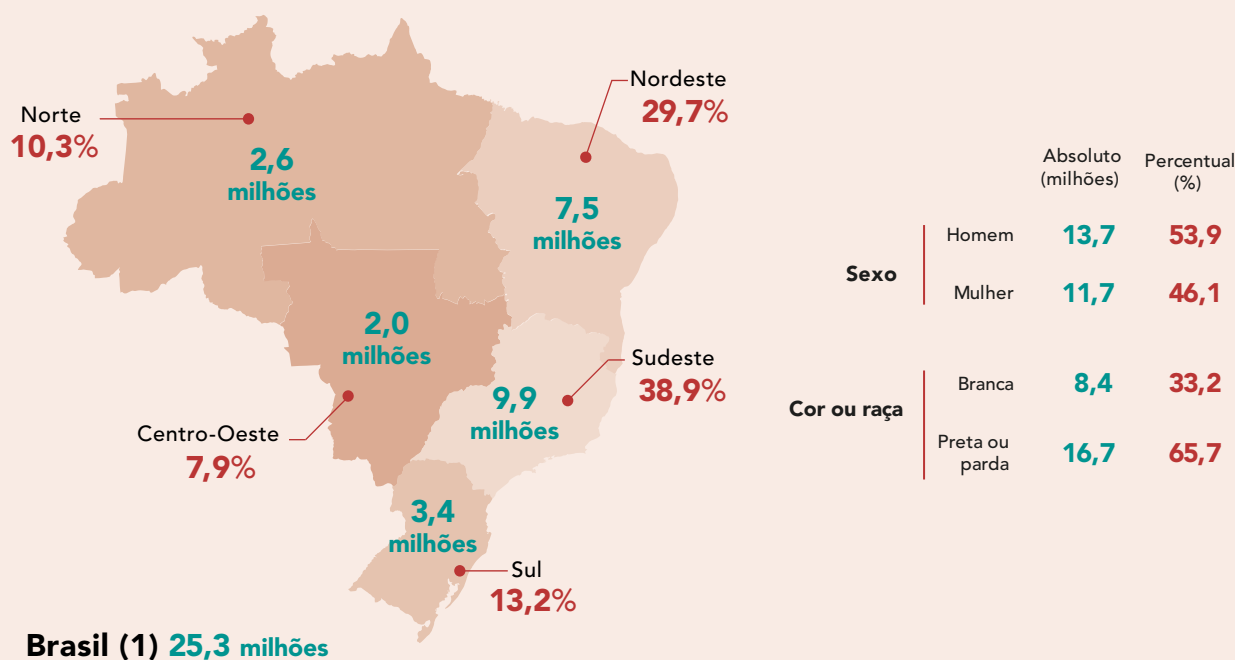 Nordeste
29,7%
Norte
10,3%
2,6
milhões
7,5
milhões
2,0
milhões
Sudeste
38,9%
9,9
milhões
Centro-Oeste
7,9%
3,4
milhões
Sul
13,2%
Brasil (1) 25,3 milhões
Absoluto Percentual
(milhões) (%)
Sexo
Homem 13,7 53,9
Mulher 11,7 46,1
Cor ou raça
Branca 8,4 33,2
Preta ou
parda 16,7 65,7